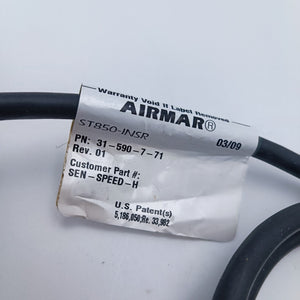 Warranty Void If Label Removed
AIRMAR®
ST850-INSR 03/09
PN: 31-590-7-71
Rev. 01
Customer Part #:
SEN-SPEED-H
U.S. Patent(s)
5,186,050;Re. 33,982